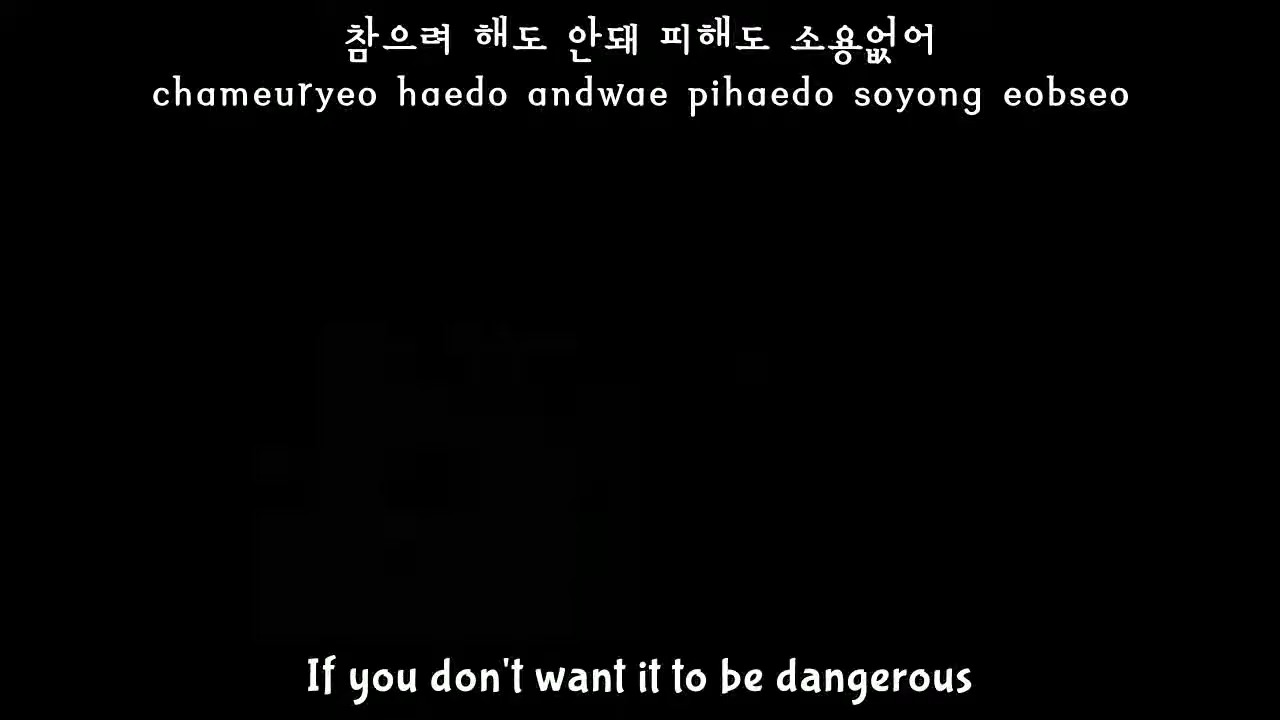 참으려 해도 안돼 피해도 소용없어
chameuryeo haedo andwae pihaedo soyong eobseo
If you don't want it to be dangerous